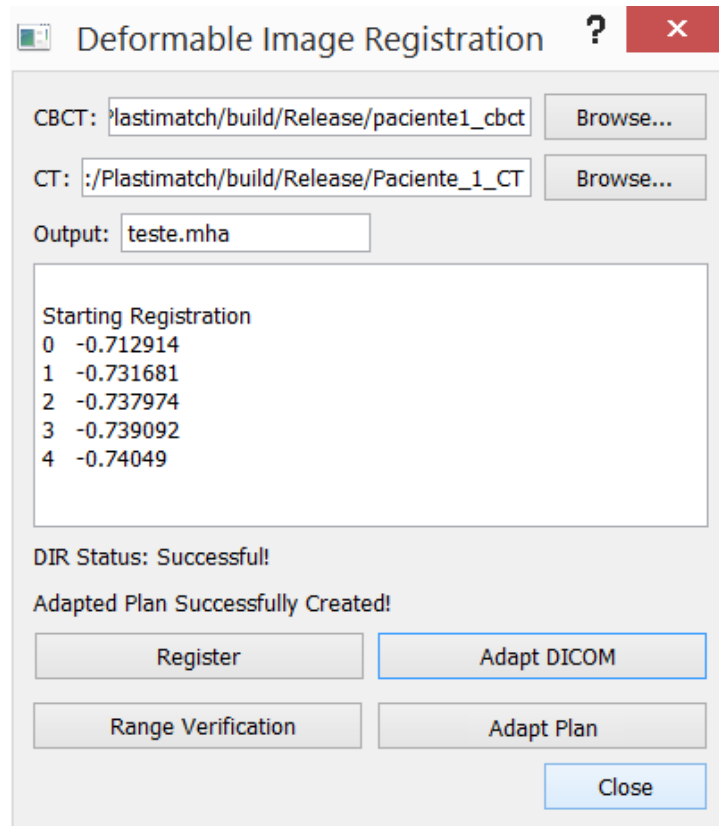 Deformable Image Registration ? ×
CBCT: Plastimatch/build/Release/paciente1_cbct Browse...
CT: :/Plastimatch/build/Release/Paciente_1_CT Browse...
Output: teste.mha
Starting Registration
0 -0.712914
1 -0.731681
2 -0.737974
3 -0.739092
4 -0.74049
DIR Status: Successful!
Adapted Plan Successfully Created!
Register Adapt DICOM
Range Verification Adapt Plan
Close